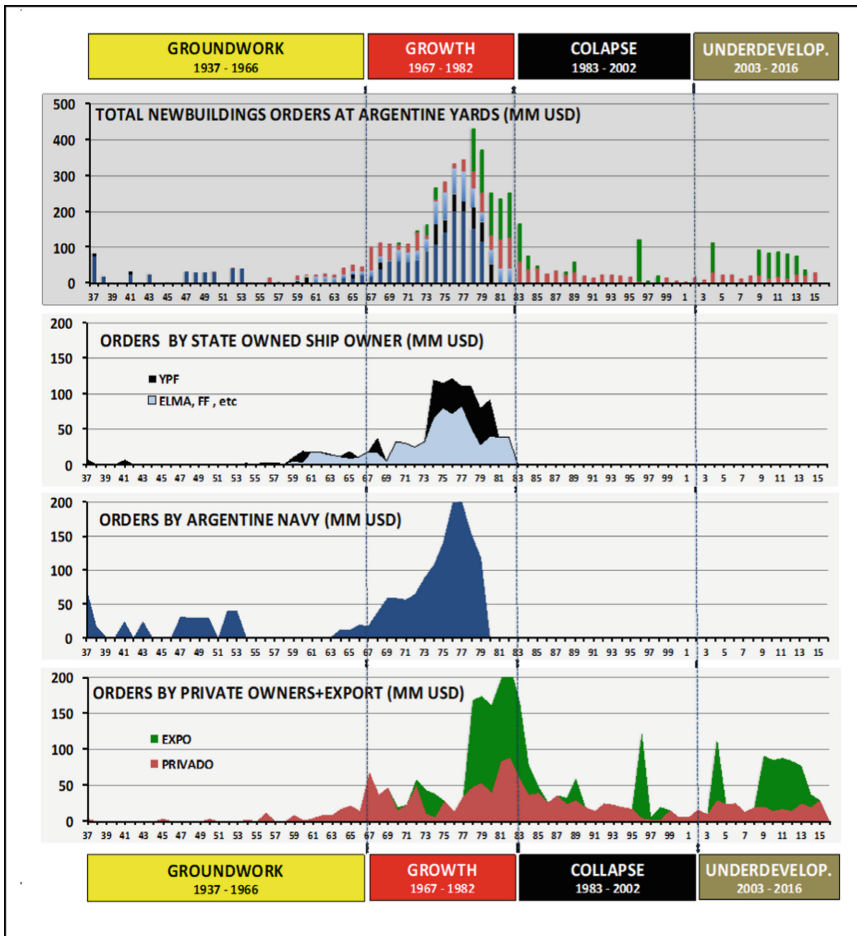 GROUNDWORK
1937 - 1966
GROWTH
1967 - 1982
COLAPSE
1983 - 2002
UNDERDEVELOP.
2003 - 2016
TOTAL NEWBUILDINGS ORDERS AT ARGENTINE YARDS (MM USD)
500
400
300
200
100
0
37 39 41 43 45 47 49 51 53 55 57 59 61 63 65 67 69 71 73 75 77 79 81 83 85 87 89 91 93 95 97 99 1 3 5 7 9 11 13 15
ORDERS BY STATE OWNED SHIP OWNER (MM USD)
200
150
100
50
0
YPF
ELMA, FF , etc
37 39 41 43 45 47 49 51 53 55 57 59 61 63 65 67 69 71 73 75 77 79 81 83 85 87 89 91 93 95 97 99 1 3 5 7 9 11 13 15
ORDERS BY ARGENTINE NAVY (MM USD)
200
150
100
50
0
37 39 41 43 45 47 49 51 53 55 57 59 61 63 65 67 69 71 73 75 77 79 81 83 85 87 89 91 93 95 97 99 1 3 5 7 9 11 13 15
ORDERS BY PRIVATE OWNERS+EXPORT (MM USD)
200
150
100
50
0
EXPO
PRIVADO
37 39 41 43 45 47 49 51 53 55 57 59 61 63 65 67 69 71 73 75 77 79 81 83 85 87 89 91 93 95 97 99 1 3 5 7 9 11 13 15
GROUNDWORK
1937 - 1966
GROWTH
1967 - 1982
COLLAPSE
1983 - 2002
UNDERDEVELOP.
2003 - 2016